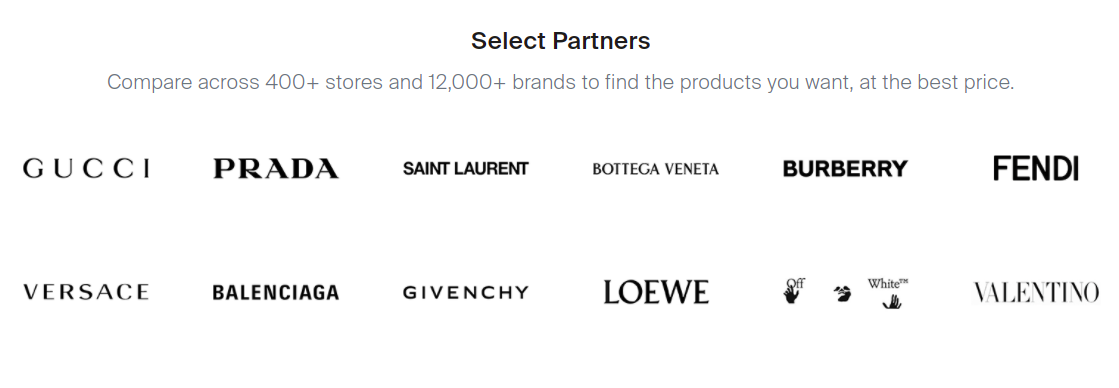 Select Partners
Compare across 400+ stores and 12,000+ brands to find the products you want, at the best price.
GUCCI PRADA SAINT LAURENT BOTTEGA VENETA BURBERRY FENDI
VERSACE BALENCIAGA GIVENCHY LOEWE Off White™ VALENTINO